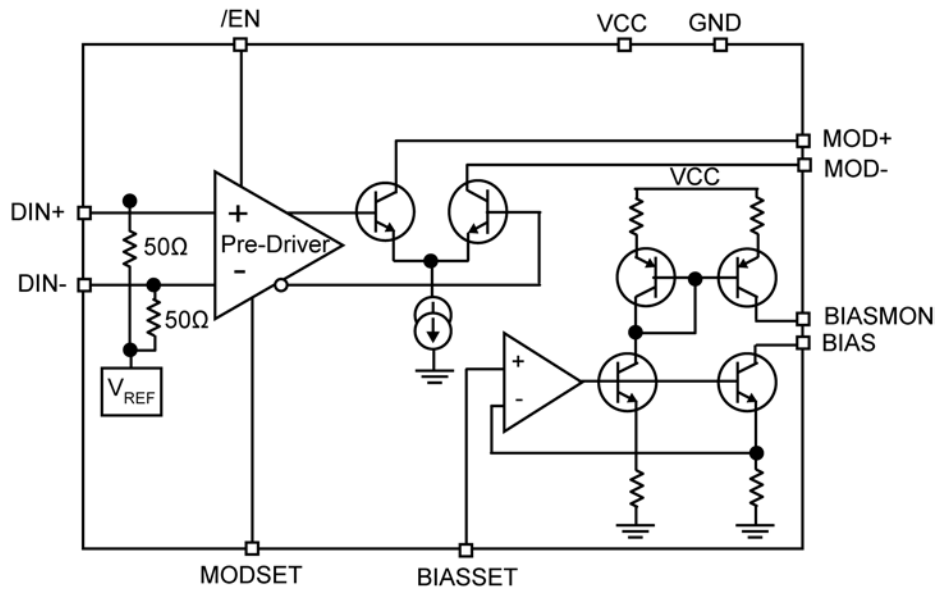 /EN
VCC
GND
MOD+
MOD-
VCC
DIN+
+
Pre-Driver
50Ω
DIN-
-
50Ω
BIASMON
BIAS
+
-
VREF
MODSET
BIASSET